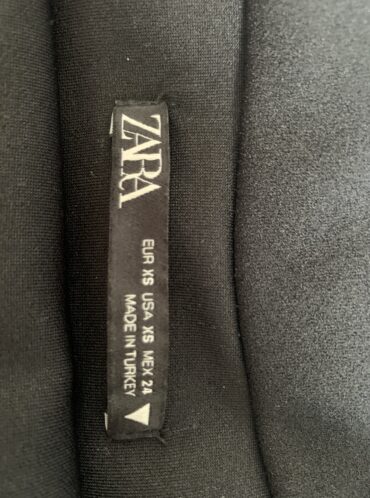 ZARA
EUR XS USA XS MEX 24
MADE IN TURKEY